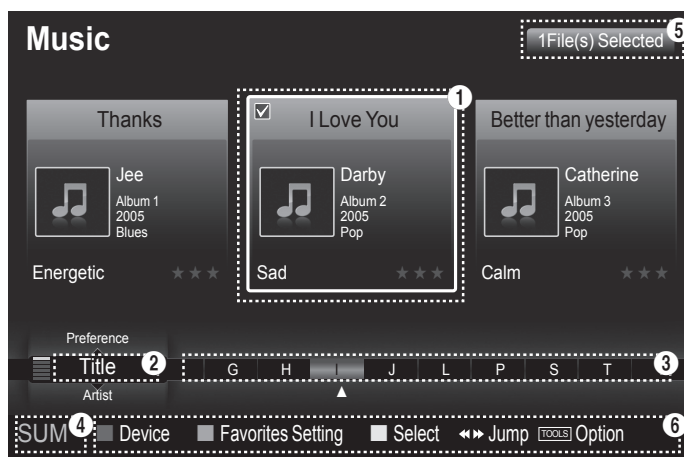 Music
1File(s) Selected
5
1
Thanks
I Love You
Better than yesterday
Jee
Album 1
2005
Blues
Darby
Album 2
2005
Pop
Catherine
Album 3
2005
Pop
Energetic
Sad
Calm
Preference
Title
2
G H I J L P S T
3
Artist
SUM
4
Device Favorites Setting Select Jump TOOLS Option
6